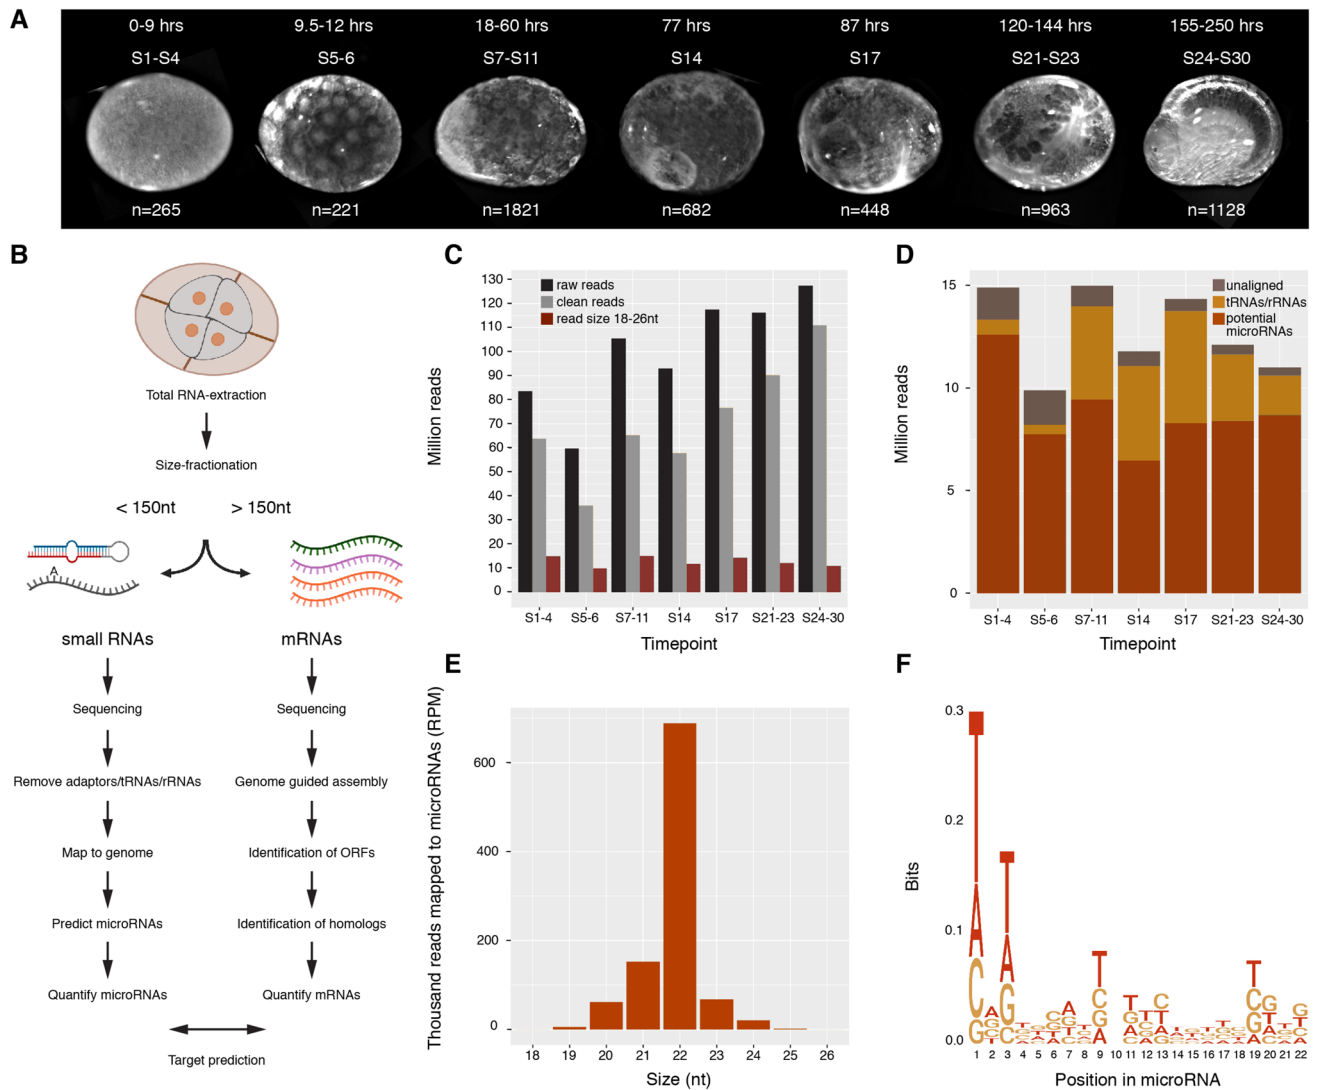 A
0-9 hrs 9.5-12 hrs 18-60 hrs 77 hrs 87 hrs 120-144 hrs 155-250 hrs
S1-S4 S5-6 S7-S11 S14 S17 S21-S23 S24-S30
n=265 n=221 n=1821 n=682 n=448 n=963 n=1128
B
Total RNA-extraction
Size-fractionation
< 150nt > 150nt
A
small RNAs mRNAs
Sequencing Sequencing
Remove adaptors/tRNAs/rRNAs Genome guided assembly
Map to genome Identification of ORFs
Predict microRNAs Identification of homologs
Quantify microRNAs Quantify mRNAs
Target prediction
C
Million reads
130
120
110
100
90
80
70
60
50
40
30
20
10
0
raw reads
clean reads
read size 18-26nt
S1-4 S5-6 S7-11 S14 S17 S21-23 S24-30
Timepoint
D
Million reads
15
10
5
0
unaligned
tRNAs/rRNAs
potential
microRNAs
S1-4 S5-6 S7-11 S14 S17 S21-23 S24-30
Timepoint
E
Thousand reads mapped to microRNAs (RPM)
600
400
200
0
18 19 20 21 22 23 24 25 26
Size (nt)
F
Bits
0.3
0.2
0.1
0.0
1 2 3 4 5 6 7 8 9 10 11 12 13 14 15 16 17 18 19 20 21 22
Position in microRNA